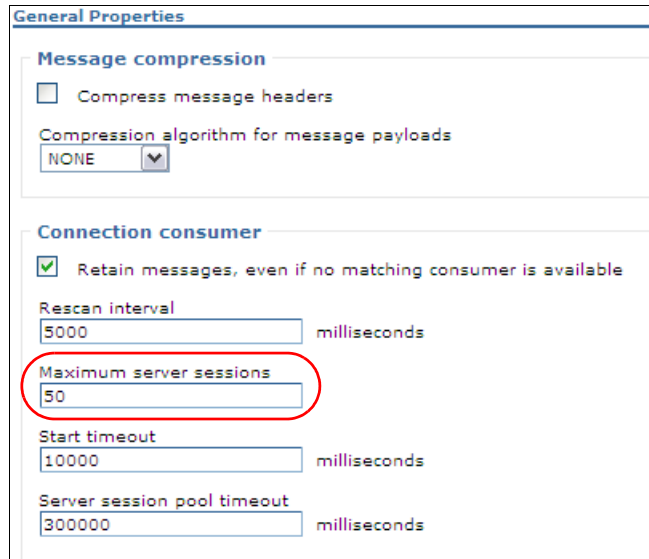 General Properties
Message compression
Compress message headers
Compression algorithm for message payloads
NONE
Connection consumer
Retain messages, even if no matching consumer is available
Rescan interval
5000 milliseconds
Maximum server sessions
50
Start timeout
10000 milliseconds
Server session pool timeout
300000 milliseconds